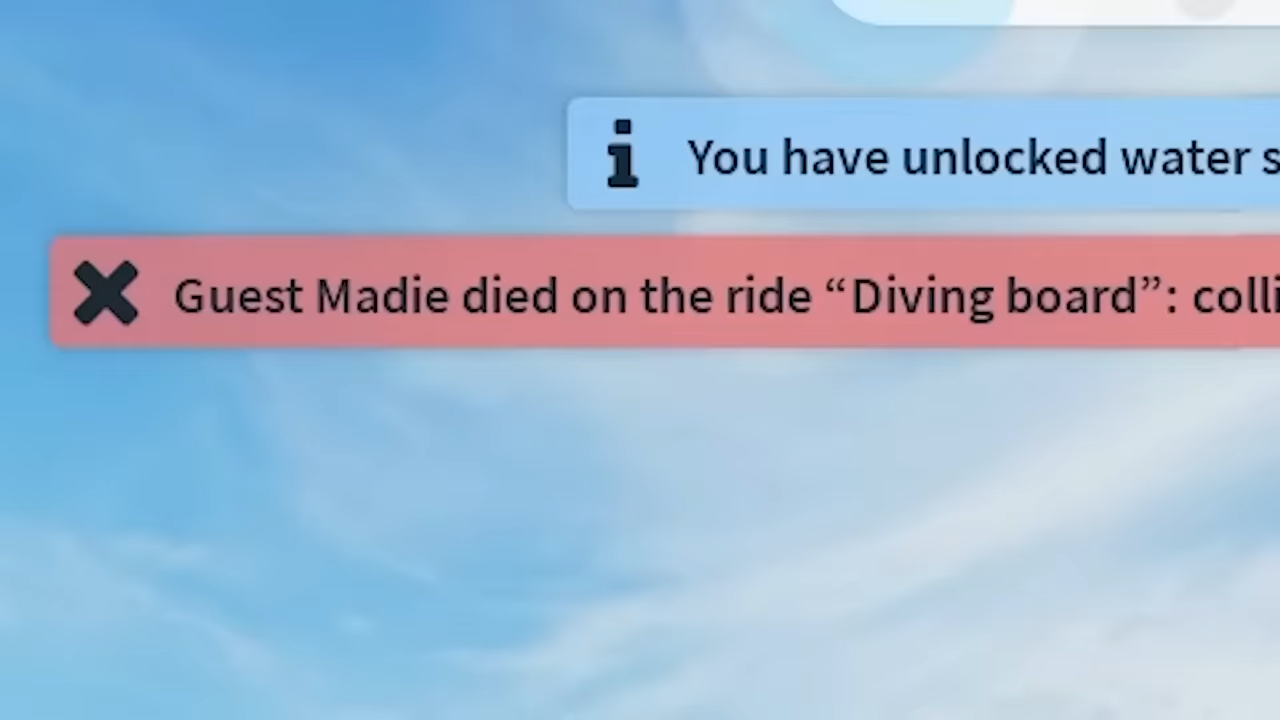 You have unlocked water s
Guest Madie died on the ride “Diving board”: colli